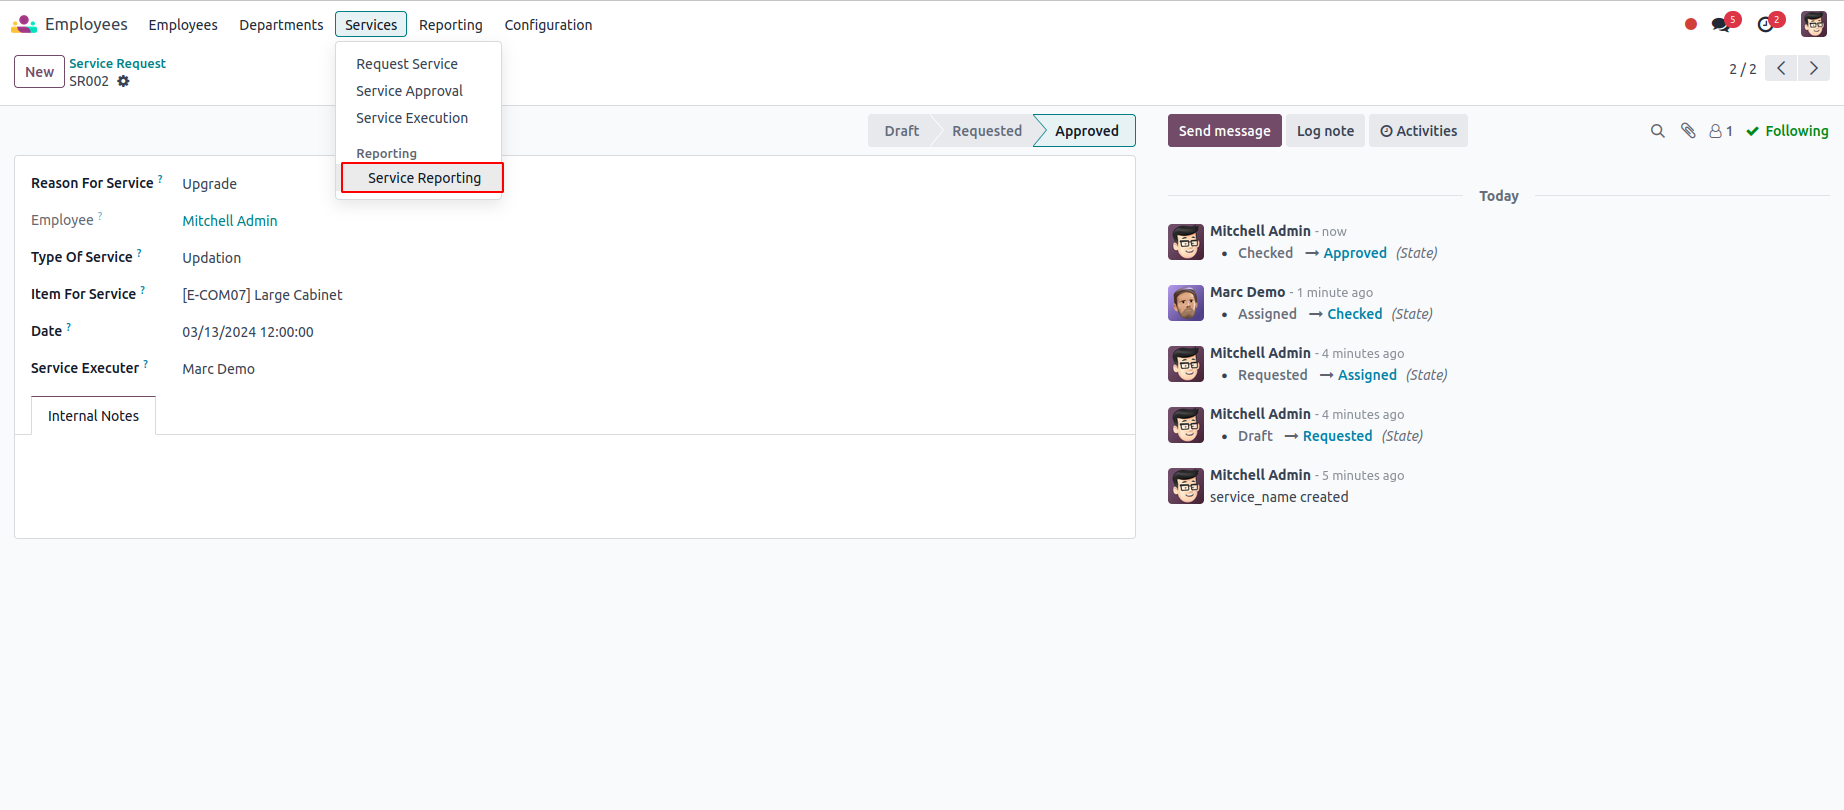 Employees Employees Departments Services Reporting Configuration 5 2
New Service Request
SR002
2 / 2
Request Service
Service Approval
Service Execution
Reporting
Service Reporting
Draft Requested Approved
Reason For Service ? Upgrade
Employee ? Mitchell Admin
Type Of Service ? Updation
Item For Service ? [E-COM07] Large Cabinet
Date ? 03/13/2024 12:00:00
Service Executer ? Marc Demo
Internal Notes
Send message Log note Activities 1 Following
Today
Mitchell Admin - now
• Checked → Approved (State)
Marc Demo - 1 minute ago
• Assigned → Checked (State)
Mitchell Admin - 4 minutes ago
• Requested → Assigned (State)
Mitchell Admin - 4 minutes ago
• Draft → Requested (State)
Mitchell Admin - 5 minutes ago
service_name created